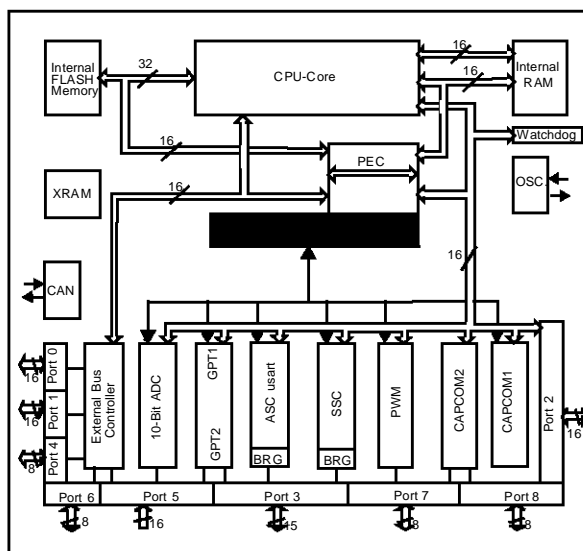 Internal
FLASH
Memory
32
CPU-Core
16
16
Internal
RAM
Watchdog
16
PEC
XRAM
16
OSC.
16
CAN
Port 0
16
Port 1
16
Port 4
8
External Bus
Controller
10-Bit ADC
GPT1
GPT2
ASC usart
BRG
SSC
BRG
PWM
CAPCOM2
CAPCOM1
Port 2
16
Port 6
Port 5
Port 3
Port 7
Port 8
8
16
15
8
8